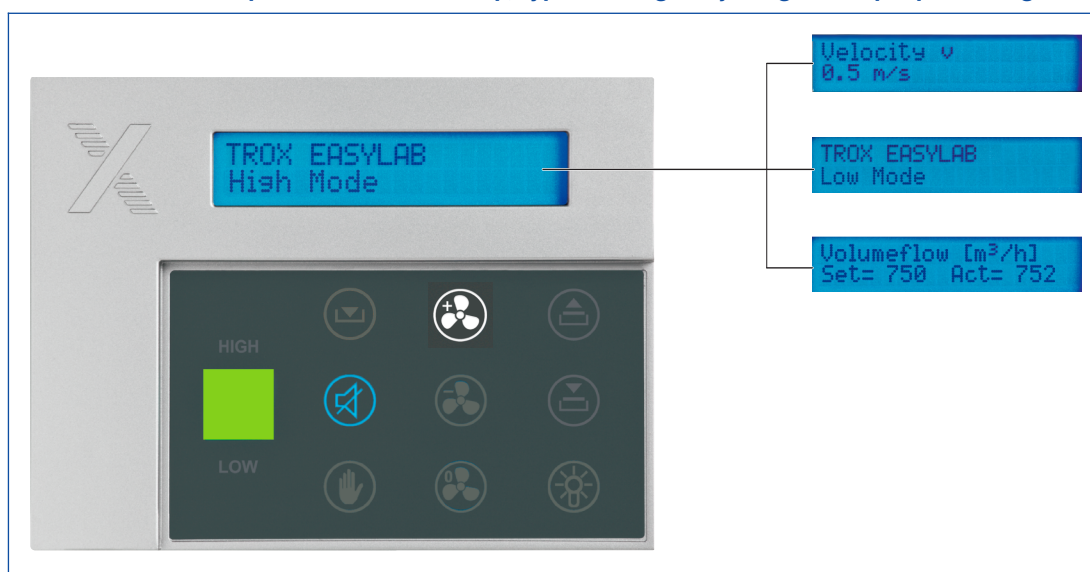 TROX EASYLAB
High Mode
HIGH
LOW
+
-
0
Velocity v
0.5 m/s
TROX EASYLAB
Low Mode
Volumeflow [m³/h]
Set= 750 Act= 752